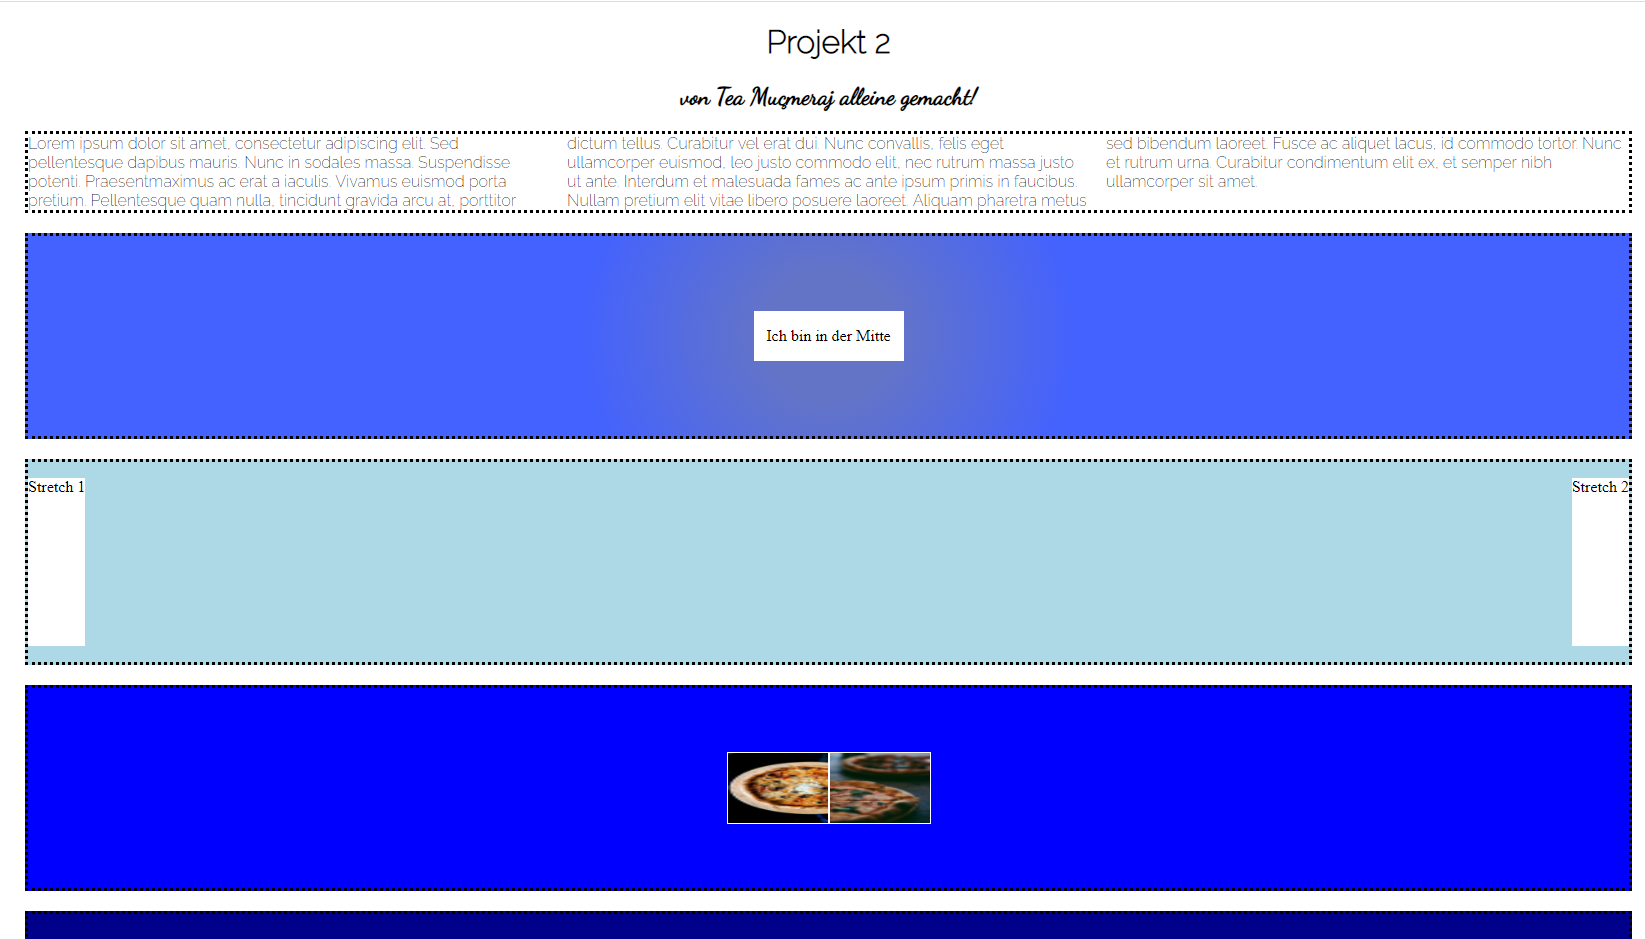 Projekt 2
von Tea Muçmeraj alleine gemacht!
Lorem ipsum dolor sit amet, consectetur adipiscing elit. Sed
pellentesque dapibus mauris. Nunc in sodales massa. Suspendisse
potenti. Praesentmaximus ac erat a iaculis. Vivamus euismod porta
pretium. Pellentesque quam nulla, tincidunt gravida arcu at, porttitor
dictum tellus. Curabitur vel erat dui. Nunc convallis, felis eget
ullamcorper euismod, leo justo commodo elit, nec rutrum massa justo
ut ante. Interdum et malesuada fames ac ante ipsum primis in faucibus.
Nullam pretium elit vitae libero posuere laoreet. Aliquam pharetra metus
sed bibendum laoreet. Fusce ac aliquet lacus, id commodo tortor. Nunc
et rutrum urna. Curabitur condimentum elit ex, et semper nibh
ullamcorper sit amet.
Ich bin in der Mitte
Stretch 1
Stretch 2